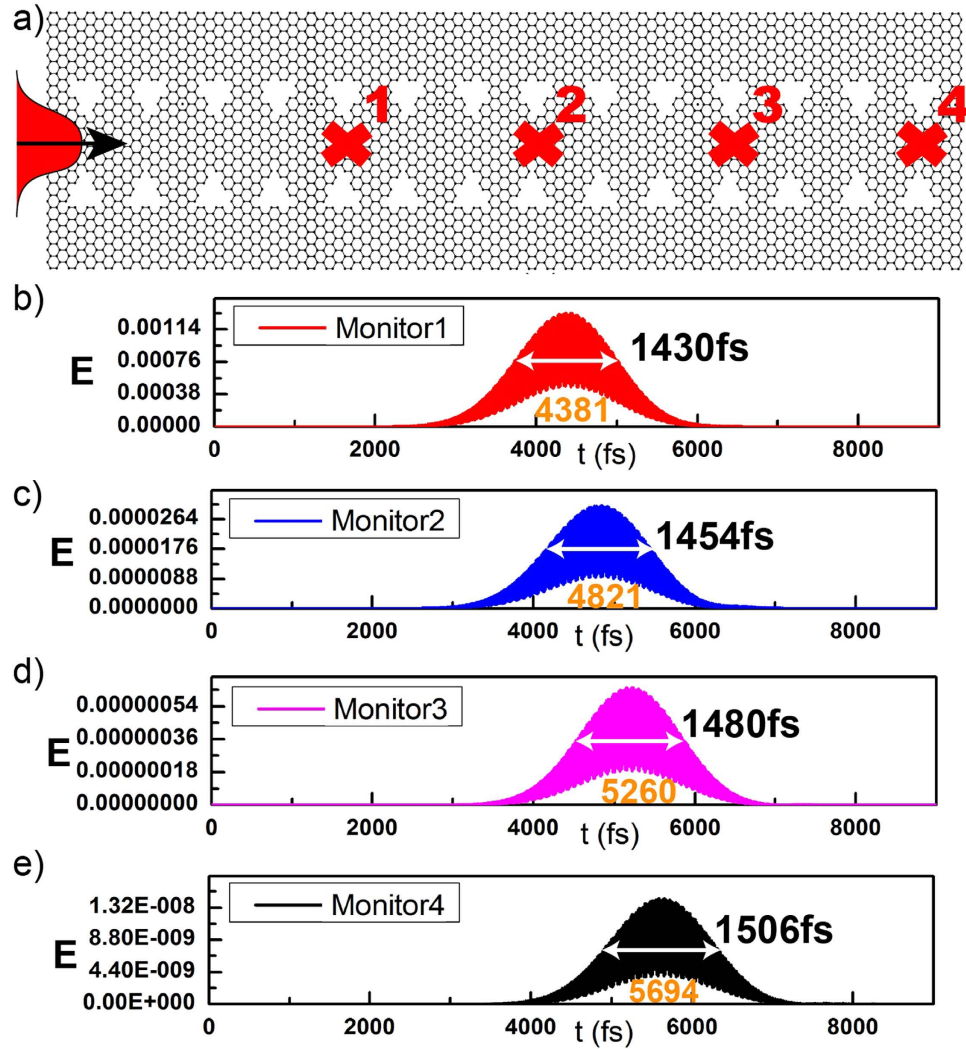 a)
1 2 3 4
b)
Monitor1
1430fs
E
0.00114
0.00076
0.00038
0.00000
4381
0 2000 4000 6000 8000
t (fs)
c)
Monitor2
1454fs
E
0.0000264
0.0000176
0.0000088
0.0000000
4821
0 2000 4000 6000 8000
t (fs)
d)
Monitor3
1480fs
E
0.00000054
0.00000036
0.00000018
0.00000000
5260
0 2000 4000 6000 8000
t (fs)
e)
Monitor4
1506fs
E
1.32E-008
8.80E-009
4.40E-009
0.00E+000
5694
0 2000 4000 6000 8000
t (fs)